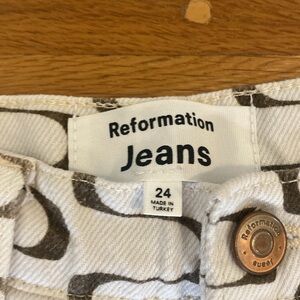 Reformation
Jeans
24
MADE IN
TURKEY
Reformation
Jeans